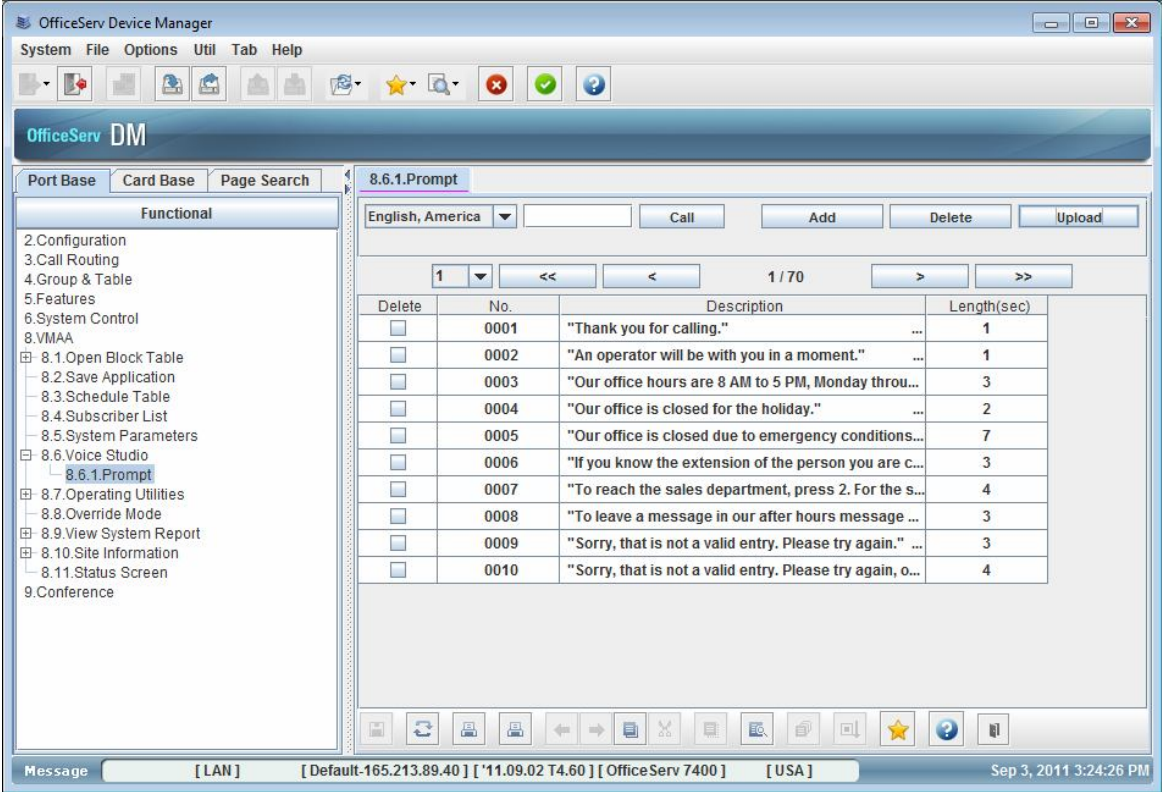 OfficeServ Device Manager
System File Options Util Tab Help
OfficeServ DM
Port Base Card Base Page Search
Functional
2.Configuration
3.Call Routing
4.Group & Table
5.Features
6.System Control
8.VMAA
8.1.Open Block Table
8.2.Save Application
8.3.Schedule Table
8.4.Subscriber List
8.5.System Parameters
8.6.Voice Studio
8.6.1.Prompt
8.7.Operating Utilities
8.8.Override Mode
8.9.View System Report
8.10.Site Information
8.11.Status Screen
9.Conference
8.6.1.Prompt
English, America Call Add Delete Upload
1 << < 1 / 70 > >>
Delete No. Description Length(sec)
0001 "Thank you for calling." ... 1
0002 "An operator will be with you in a moment." ... 1
0003 "Our office hours are 8 AM to 5 PM, Monday throu... 3
0004 "Our office is closed for the holiday." ... 2
0005 "Our office is closed due to emergency conditions... 7
0006 "If you know the extension of the person you are c... 3
0007 "To reach the sales department, press 2. For the s... 4
0008 "To leave a message in our after hours message ... 3
0009 "Sorry, that is not a valid entry. Please try again." ... 3
0010 "Sorry, that is not a valid entry. Please try again, o... 4
Message [ LAN ] [ Default-165.213.89.40 ] [ '11.09.02 T4.60 ] [ OfficeServ 7400 ] [ USA ] Sep 3, 2011 3:24:26 PM